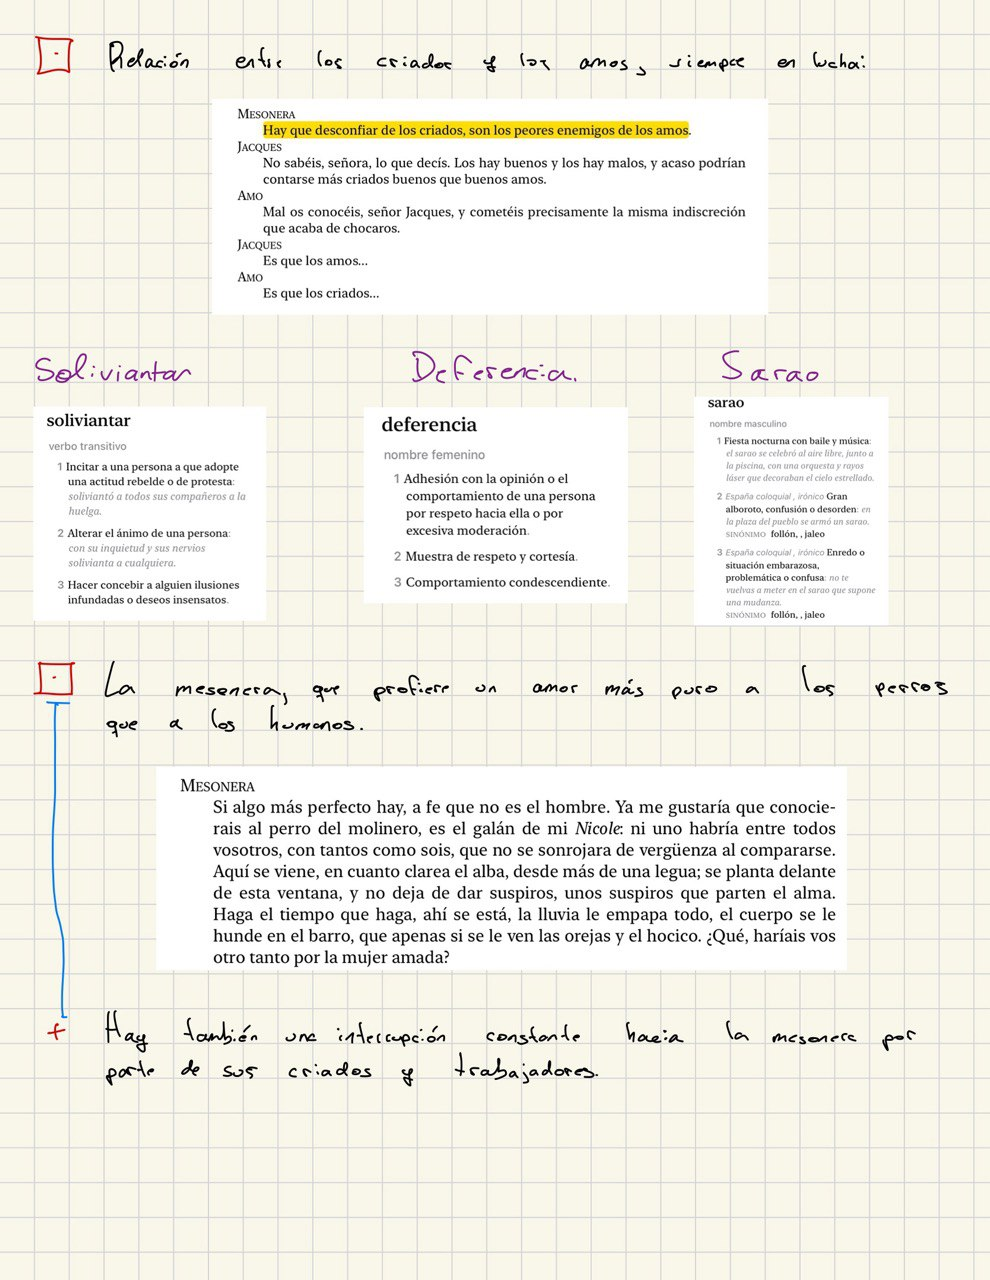 Relación entre los criados y los amos, siempre en lucha:
MESONERA
Hay que desconfiar de los criados, son los peores enemigos de los amos.
JACQUES
No sabéis, señora, lo que decís. Los hay buenos y los hay malos, y acaso podrían
contarse más criados buenos que buenos amos.
AMO
Mal os conocéis, señor Jacques, y cometéis precisamente la misma indiscreción
que acaba de chocaros.
JACQUES
Es que los amos...
AMO
Es que los criados...
Soliviantar
soliviantar
verbo transitivo
1 Incitar a una persona a que adopte
una actitud rebelde o de protesta:
soliviantó a todos sus compañeros a la
huelga.
2 Alterar el ánimo de una persona:
con su inquietud y sus nervios
solivianta a cualquiera.
3 Hacer concebir a alguien ilusiones
infundadas o deseos insensatos.
Deferencia.
deferencia
nombre femenino
1 Adhesión con la opinión o el
comportamiento de una persona
por respeto hacia ella o por
excesiva moderación.
2 Muestra de respeto y cortesía.
3 Comportamiento condescendiente.
Sarao
sarao
nombre masculino
1 Fiesta nocturna con baile y música:
el sarao se celebró al aire libre, junto a
la piscina, con una orquesta y rayos
láser que decoraban el cielo estrellado.
2 España coloquial , irónico Gran
alboroto, confusión o desorden: en
la plaza del pueblo se armó un sarao.
SINÓNIMO follón, , jaleo
3 España coloquial , irónico Enredo o
situación embarazosa,
problemática o confusa: no te
vuelvas a meter en el sarao que supone
una mudanza.
SINÓNIMO follón, , jaleo
La mesonera, que profiere un amor más puro a los perros
que a los humanos.
MESONERA
Si algo más perfecto hay, a fe que no es el hombre. Ya me gustaría que conocie-
rais al perro del molinero, es el galán de mi Nicole: ni uno habría entre todos
vosotros, con tantos como sois, que no se sonrojara de vergüenza al compararse.
Aquí se viene, en cuanto clarea el alba, desde más de una legua; se planta delante
de esta ventana, y no deja de dar suspiros, unos suspiros que parten el alma.
Haga el tiempo que haga, ahí se está, la lluvia le empapa todo, el cuerpo se le
hunde en el barro, que apenas si se le ven las orejas y el hocico. ¿Qué, haríais vos
otro tanto por la mujer amada?
+ Hay también una interrupción constante hacia la mesonera por
parte de sus criados y trabajadores.